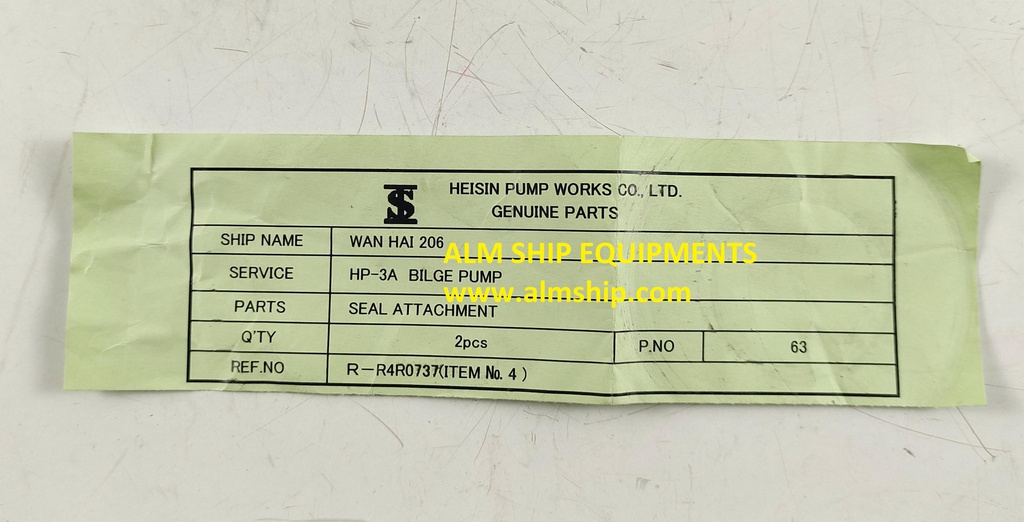 HEISIN PUMP WORKS CO., LTD.
GENUINE PARTS
SHIP NAME WAN HAI 206
ALM SHIP EQUIPMENTS
SERVICE HP-3A BILGE PUMP
www.almship.com
PARTS SEAL ATTACHMENT
Q'TY 2pcs P.NO 63
REF.NO R-R4R0737(ITEM №. 4)